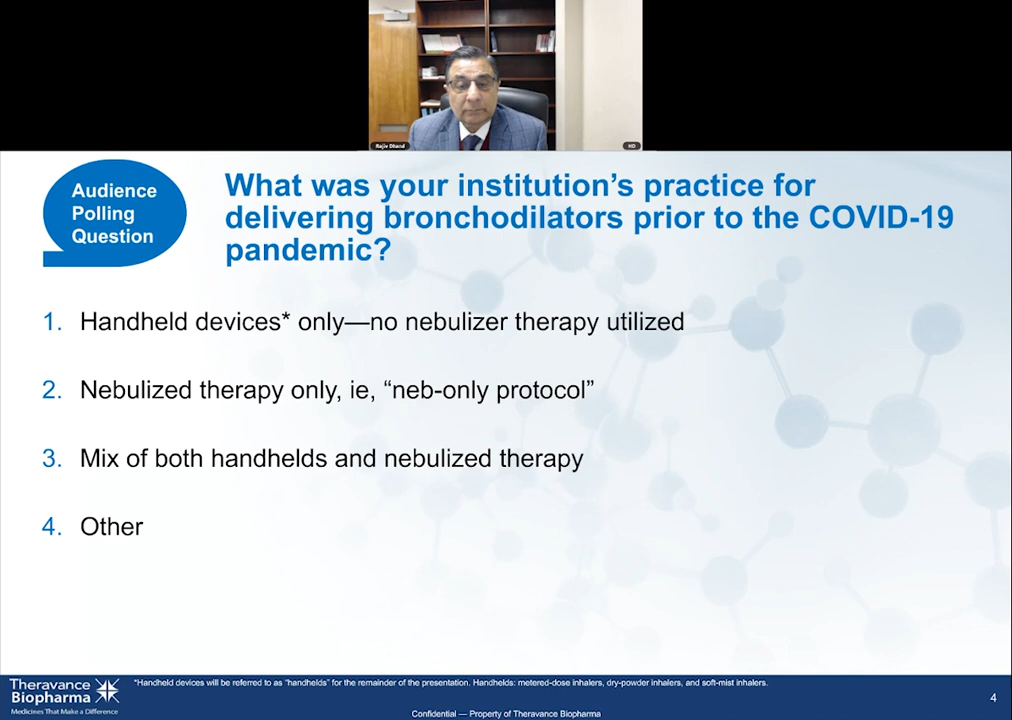 Rajiv Dhand
HD
Audience
Polling
Question
What was your institution's practice for
delivering bronchodilators prior to the COVID-19
pandemic?
1. Handheld devices* only—no nebulizer therapy utilized
2. Nebulized therapy only, ie, “neb-only protocol”
3. Mix of both handhelds and nebulized therapy
4. Other
Theravance
Biopharma
Medicines That Make a Difference
*Handheld devices will be referred to as “handhelds” for the remainder of the presentation. Handhelds: metered-dose inhalers, dry-powder inhalers, and soft-mist inhalers.
4
Confidential — Property of Theravance Biopharma